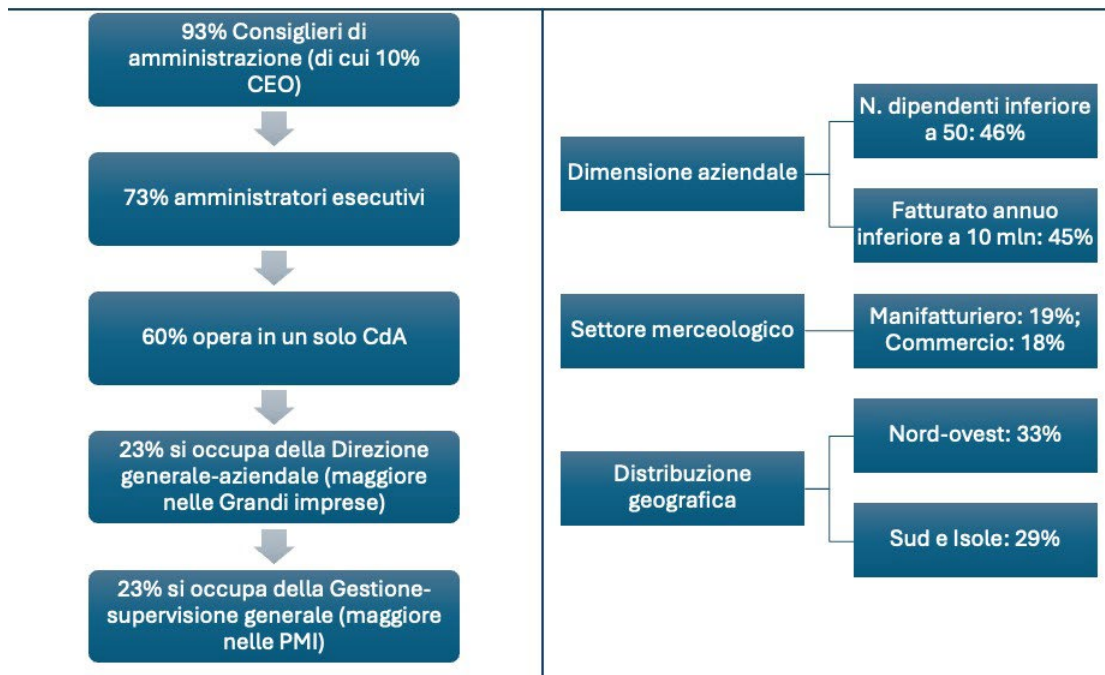 93% Consiglieri di
amministrazione (di cui 10%
CEO)
73% amministratori esecutivi
60% opera in un solo CdA
23% si occupa della Direzione
generale-aziendale (maggiore
nelle Grandi imprese)
23% si occupa della Gestione-
supervisione generale (maggiore
nelle PMI)
Dimensione aziendale
N. dipendenti inferiore
a 50: 46%
Fatturato annuo
inferiore a 10 mln: 45%
Settore merceologico
Manifatturiero: 19%;
Commercio: 18%
Distribuzione
geografica
Nord-ovest: 33%
Sud e Isole: 29%